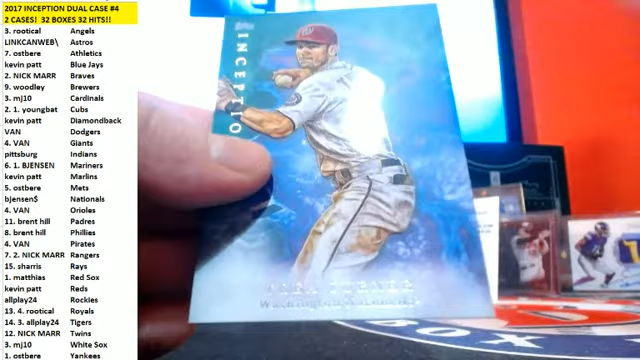 2017 INCEPTION DUAL CASE #4
2 CASES! 32 BOXES 32 HITS!!
3. rootical Angels
LINKCANWEB\ Astros
7. ostbere Athletics
kevin patt Blue Jays
2. NICK MARR Braves
9. woodley Brewers
3. mj10 Cardinals
2. 1. youngbat Cubs
kevin patt Diamondback
VAN Dodgers
4. VAN Giants
pittsburg Indians
6. 1. BJENSEN Mariners
kevin patt Marlins
5. ostbere Mets
bJensen$ Nationals
4. VAN Orioles
11. brent hill Padres
8. brent hill Phillies
4. VAN Pirates
7. 2. NICK MARR Rangers
15. sharris Rays
1. matthias Red Sox
kevin patt Reds
allplay24 Rockies
13. 4. rootical Royals
14. 3. allplay24 Tigers
12. NICK MARR Twins
3. mj10 White Sox
1. ostbere Yankees
INCEPTIO
TURNER
Washington
BOX